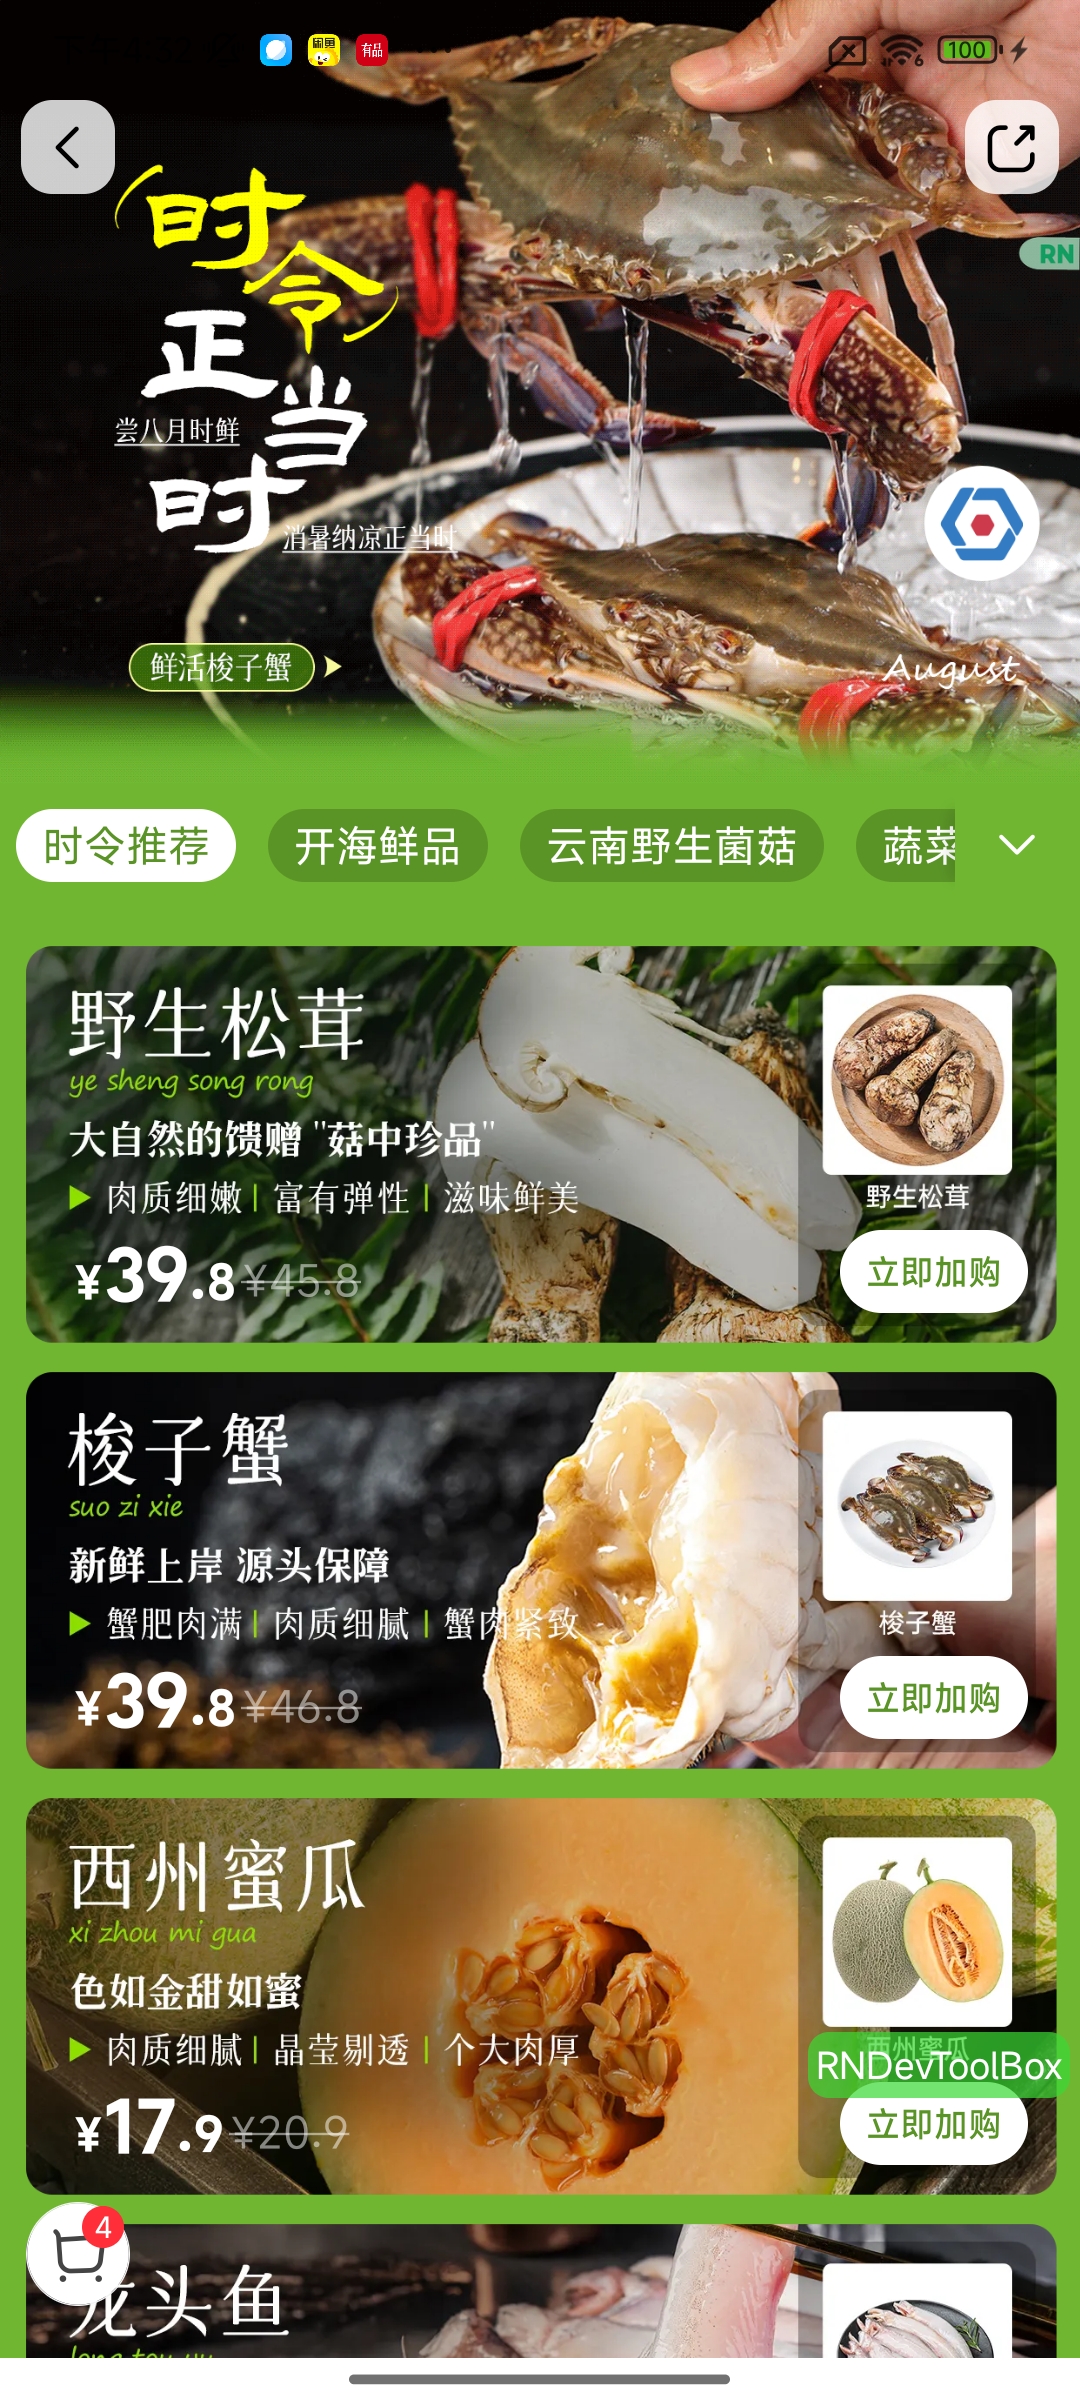 闲鱼
有品
6
100
时令
正当时
尝八月时鲜
消暑纳凉正当时
RN
鲜活梭子蟹
August
时令推荐
开海鲜品
云南野生菌菇
蔬菜
野生松茸
ye sheng song rong
大自然的馈赠 "菇中珍品"
肉质细嫩 | 富有弹性 | 滋味鲜美
¥39.8 ¥45.8
野生松茸
立即加购
梭子蟹
suo zi xie
新鲜上岸 源头保障
蟹肥肉满 | 肉质细腻 | 蟹肉紧致
¥39.8 ¥46.8
梭子蟹
立即加购
西州蜜瓜
xi zhou mi gua
色如金甜如蜜
肉质细腻 | 晶莹剔透 | 个大肉厚
¥17.9 ¥20.9
西州蜜瓜
RNDevToolBox
立即加购
4
龙头鱼
long tou yu